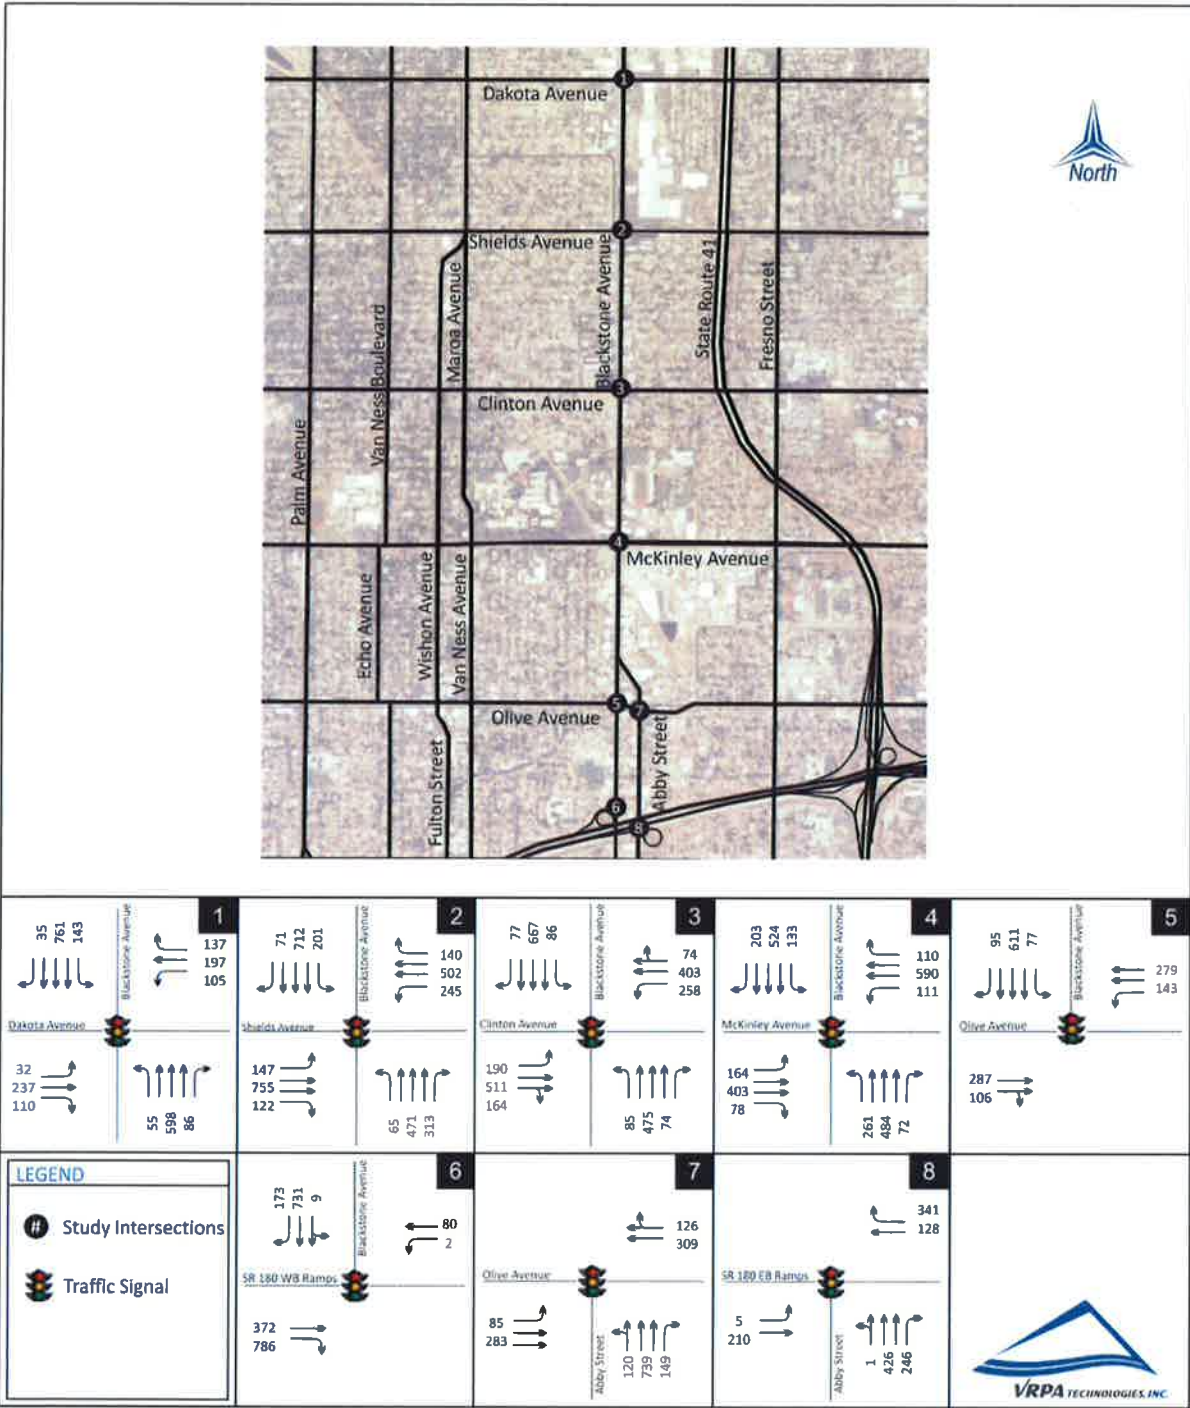 1
Dakota Avenue
North
2
Shields Avenue
Blackstone Avenue
State Route 41
Fresno Street
Maroa Avenue
Van Ness Boulevard
3
Clinton Avenue
Palm Avenue
4
McKinley Avenue
Echo Avenue
Wishon Avenue
Van Ness Avenue
5
7
Olive Avenue
Abby Street
Fulton Street
6
8
1
35 761 143
Blackstone Avenue
137
197
105
Dakota Avenue
32
237
110
55 598 86
2
71 712 201
Blackstone Avenue
140
502
245
Shields Avenue
147
755
122
65 471 313
3
77 667 86
Blackstone Avenue
74
403
258
Clinton Avenue
190
511
164
85 475 74
4
203 524 133
Blackstone Avenue
110
590
111
McKinley Avenue
164
403
78
261 484 72
5
95 611 77
Blackstone Avenue
279
143
Olive Avenue
287
106
LEGEND
# Study Intersections
Traffic Signal
6
173 731 9
Blackstone Avenue
80
2
SR 180 WB Ramps
372
786
7
126
309
Olive Avenue
85
283
Abby Street
120 739 149
8
341
128
SR 180 EB Ramps
5
210
Abby Street
1 426 246
VRPA TECHNOLOGIES, INC.